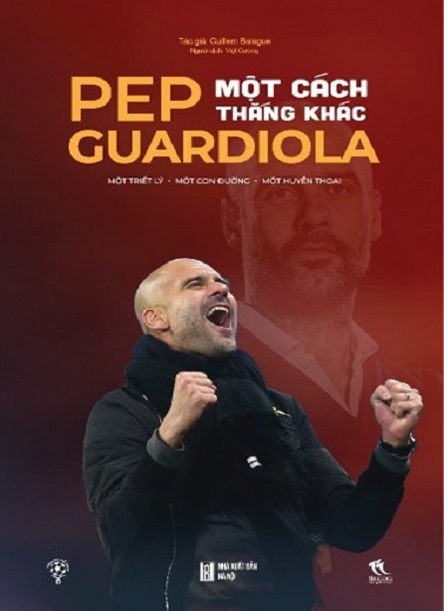 Tác giả: Guillem Balague
Người dịch: Việt Cường
PEP MỘT CÁCH
THẮNG KHÁC
GUARDIOLA
MỘT TRIẾT LÝ • MỘT CON ĐƯỜNG • MỘT HUYỀN THOẠI
NHÀ XUẤT BẢN
HÀ NỘI